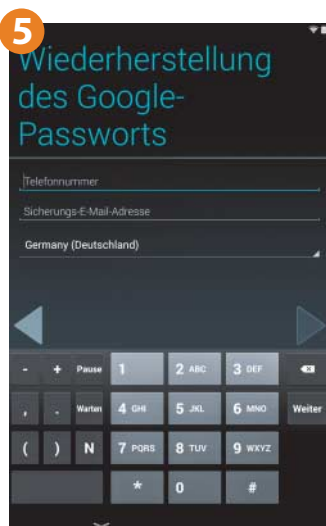 5
Wiederherstellung
des Google-
Passworts
Telefonnummer
Sicherungs-E-Mail-Adresse
Germany (Deutschland)
- + Pause 1 2 ABC 3 DEF
, . Warten 4 GHI 5 JKL 6 MNO Weiter
( ) N 7 PQRS 8 TUV 9 WXYZ
* 0 #